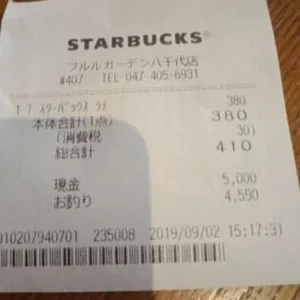 STARBUCKS®
フルルガーデン八千代店
#407 TEL 047-405-6931
T T スターバックス ラテ 380
本体合計(1点) 380
(消費税 30)
総合計 410
現金 5,000
お釣り 4,590
010207940701 235008 2019/09/02 15:17:31